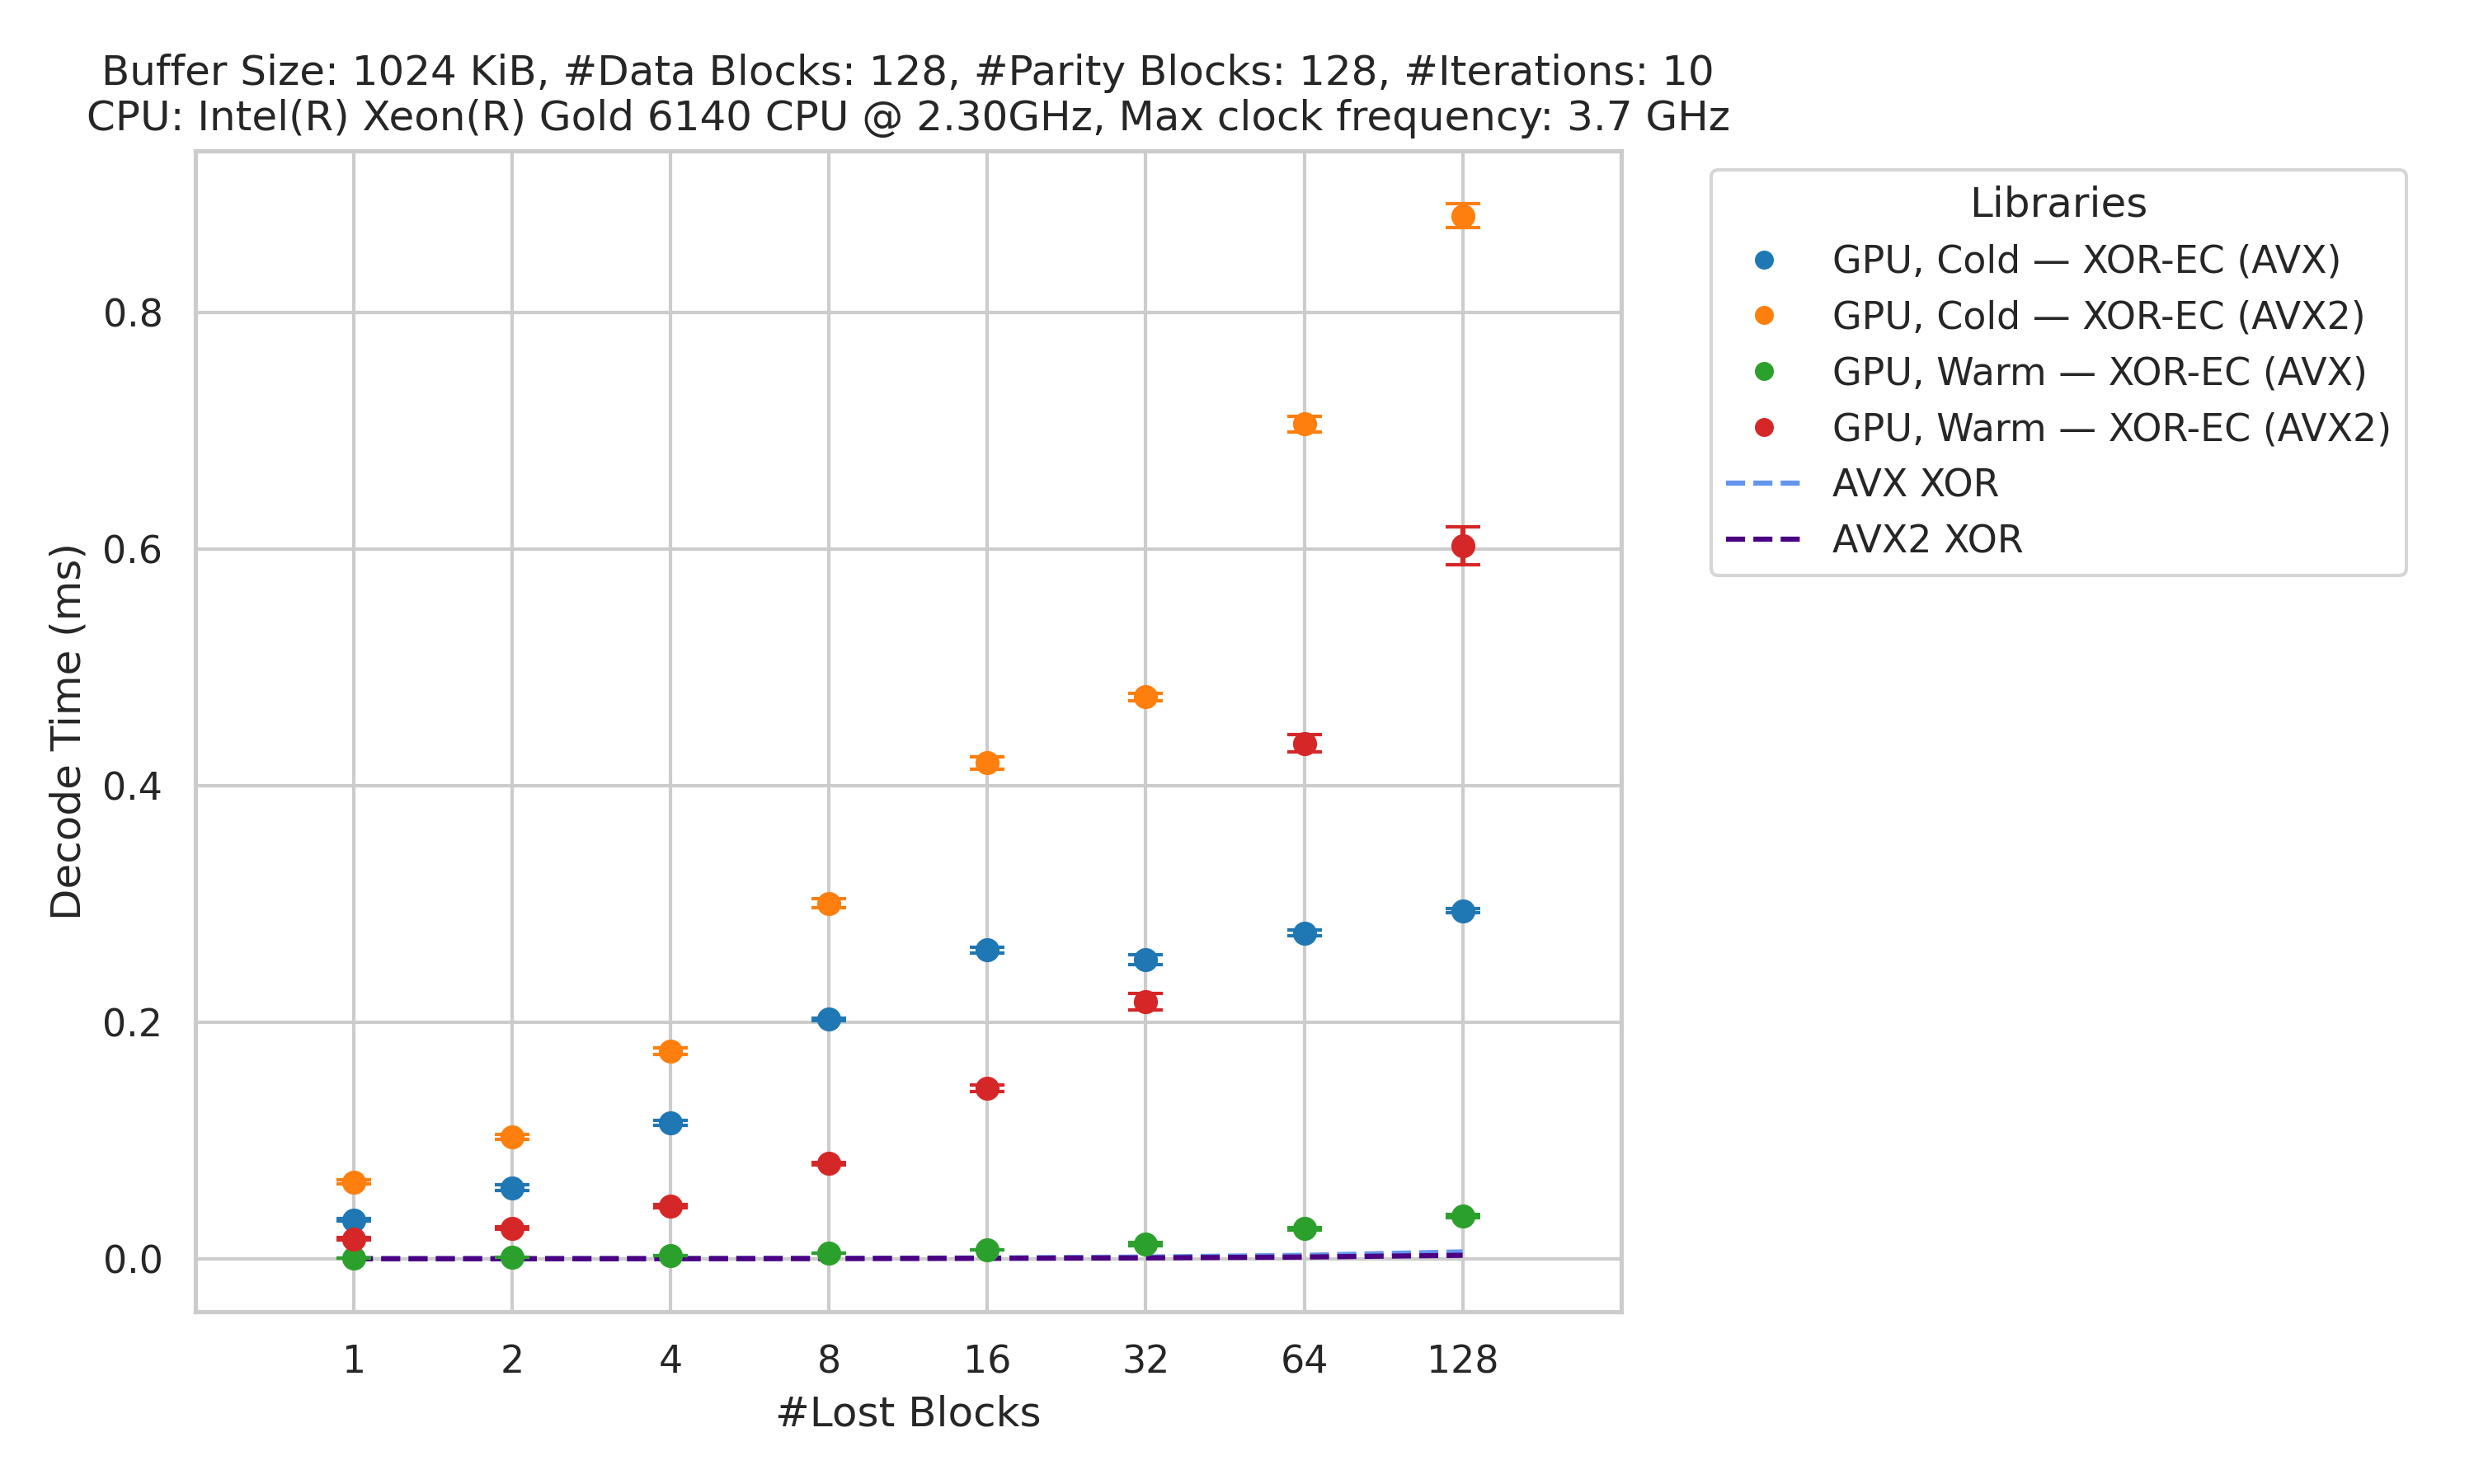 Buffer Size: 1024 KiB, #Data Blocks: 128, #Parity Blocks: 128, #Iterations: 10
CPU: Intel(R) Xeon(R) Gold 6140 CPU @ 2.30GHz, Max clock frequency: 3.7 GHz
Decode Time (ms)
0.8
0.6
0.4
0.2
0.0
1 2 4 8 16 32 64 128
#Lost Blocks
Libraries
GPU, Cold — XOR-EC (AVX)
GPU, Cold — XOR-EC (AVX2)
GPU, Warm — XOR-EC (AVX)
GPU, Warm — XOR-EC (AVX2)
AVX XOR
AVX2 XOR